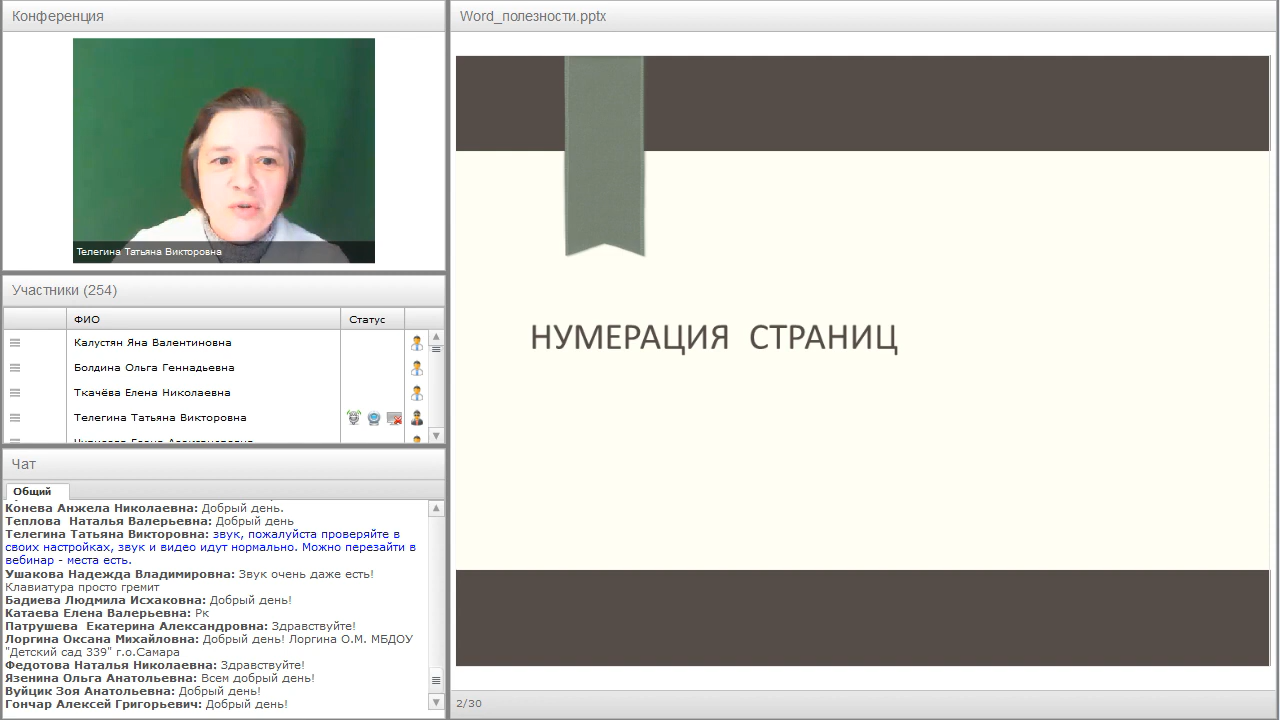 Конференция
Телегина Татьяна Викторовна
Участники (254)
ФИО Статус
Калустян Яна Валентиновна
Болдина Ольга Геннадьевна
Ткачёва Елена Николаевна
Телегина Татьяна Викторовна
Чат
Общий
Конева Анжела Николаевна: Добрый день.
Теплова Наталья Валерьевна: Добрый день
Телегина Татьяна Викторовна: звук, пожалуйста проверяйте в
своих настройках, звук и видео идут нормально. Можно перезайти в
вебинар - места есть.
Ушакова Надежда Владимировна: Звук очень даже есть!
Клавиатура просто гремит
Бадиева Людмила Исхаковна: Добрый день!
Катаева Елена Валерьевна: Рк
Патрушева Екатерина Александровна: Здравствуйте!
Лоргина Оксана Михайловна: Добрый день! Лоргина О.М. МБДОУ
"Детский сад 339" г.о.Самара
Федотова Наталья Николаевна: Здравствуйте!
Язенина Ольга Анатольевна: Всем добрый день!
Вуйцик Зоя Анатольевна: Добрый день!
Гончар Алексей Григорьевич: Добрый день!
Word_полезности.pptx
НУМЕРАЦИЯ СТРАНИЦ
2/30